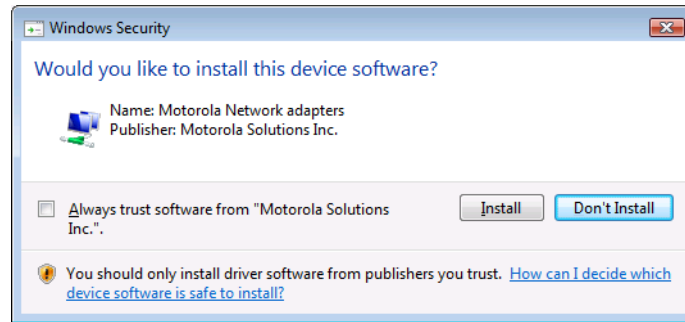 Windows Security
Would you like to install this device software?
Name: Motorola Network adapters
Publisher: Motorola Solutions Inc.
Always trust software from "Motorola Solutions
Inc.".
Install
Don't Install
You should only install driver software from publishers you trust. How can I decide which
device software is safe to install?